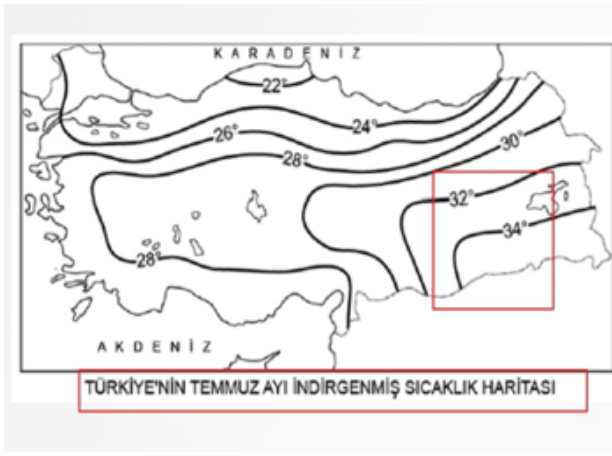 KARADENİZ
22°
24°
26°
28°
30°
32°
34°
28°
AKDENİZ
TÜRKİYE'NİN TEMMUZ AYI İNDİRGENMİŞ SICAKLIK HARİTASI